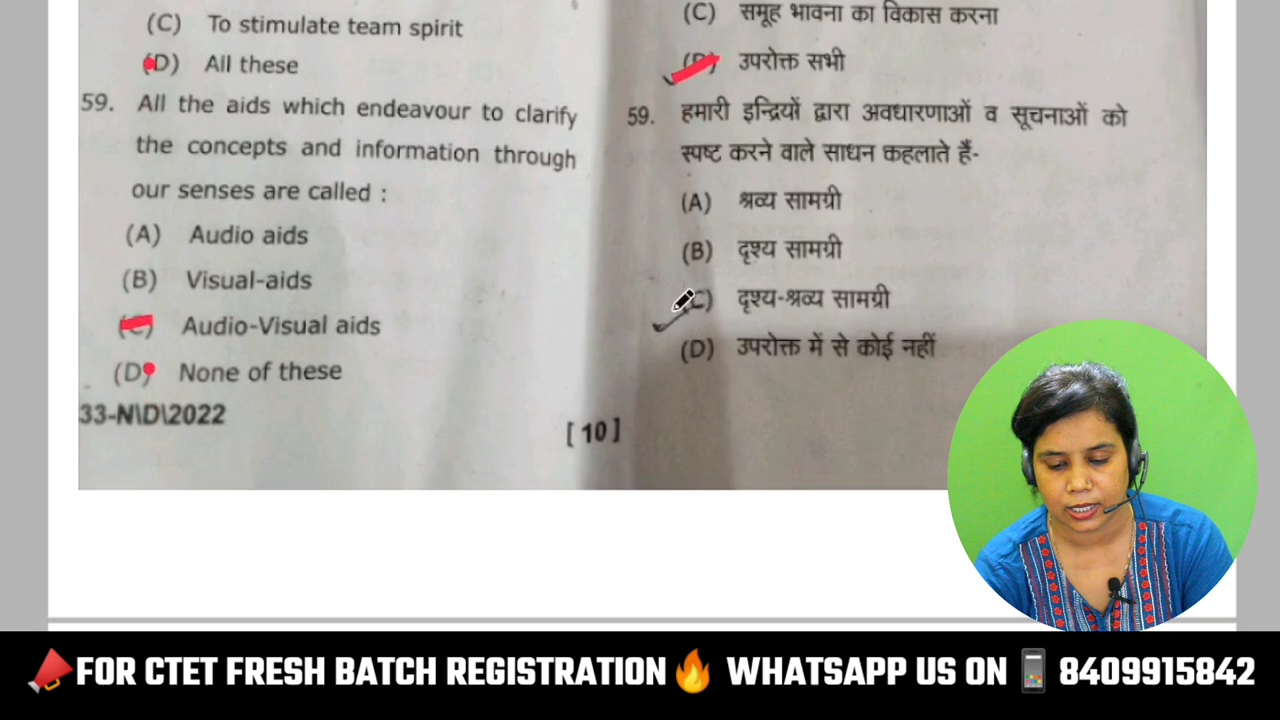 (C) To stimulate team spirit
(D) All these
59. All the aids which endeavour to clarify
the concepts and information through
our senses are called :
(A) Audio aids
(B) Visual-aids
(C) Audio-Visual aids
(D) None of these
33-N\D\2022
[ 10 ]
(C) समूह भावना का विकास करना
(D) उपरोक्त सभी
59. हमारी इन्द्रियों द्वारा अवधारणाओं व सूचनाओं को
स्पष्ट करने वाले साधन कहलाते हैं-
(A) श्रव्य सामग्री
(B) दृश्य सामग्री
(C) दृश्य-श्रव्य सामग्री
(D) उपरोक्त में से कोई नहीं
FOR CTET FRESH BATCH REGISTRATION WHATSAPP US ON 8409915842